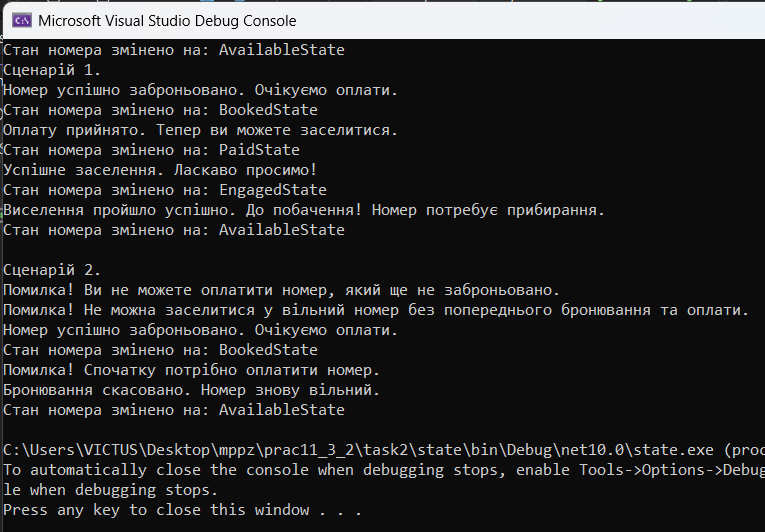 Microsoft Visual Studio Debug Console
Стан номера змінено на: AvailableState
Сценарій 1.
Номер успішно заброньовано. Очікуємо оплати.
Стан номера змінено на: BookedState
Оплату прийнято. Тепер ви можете заселитися.
Стан номера змінено на: PaidState
Успішне заселення. Ласкаво просимо!
Стан номера змінено на: EngagedState
Виселення пройшло успішно. До побачення! Номер потребує прибирання.
Стан номера змінено на: AvailableState
Сценарій 2.
Помилка! Ви не можете оплатити номер, який ще не заброньовано.
Помилка! Не можна заселитися у вільний номер без попереднього бронювання та оплати.
Номер успішно заброньовано. Очікуємо оплати.
Стан номера змінено на: BookedState
Помилка! Спочатку потрібно оплатити номер.
Бронювання скасовано. Номер знову вільний.
Стан номера змінено на: AvailableState
C:\Users\VICTUS\Desktop\mppz\prac11_3_2\task2\state\bin\Debug\net10.0\state.exe (proc
To automatically close the console when debugging stops, enable Tools->Options->Debug
le when debugging stops.
Press any key to close this window . . .